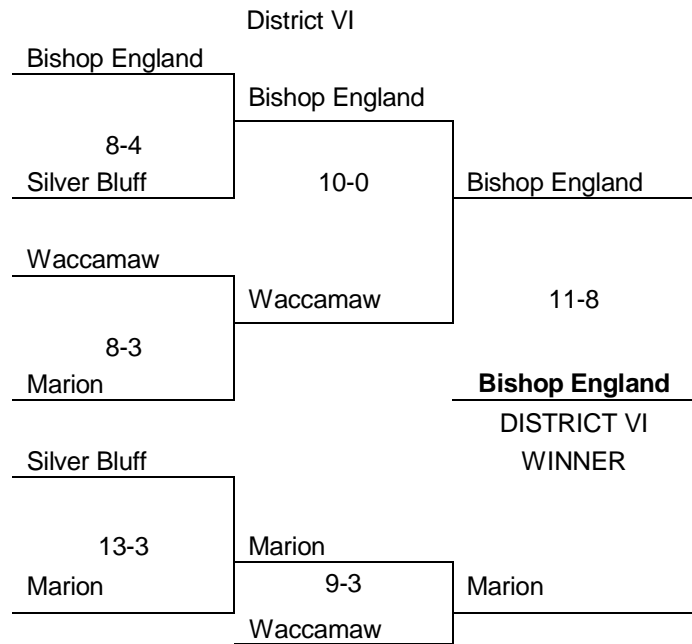 District VI
Bishop England
Bishop England
8-4
Silver Bluff
10-0
Bishop England
Waccamaw
Waccamaw
11-8
8-3
Marion
Bishop England
DISTRICT VI
WINNER
Silver Bluff
13-3
Marion
Marion
9-3
Marion
Waccamaw